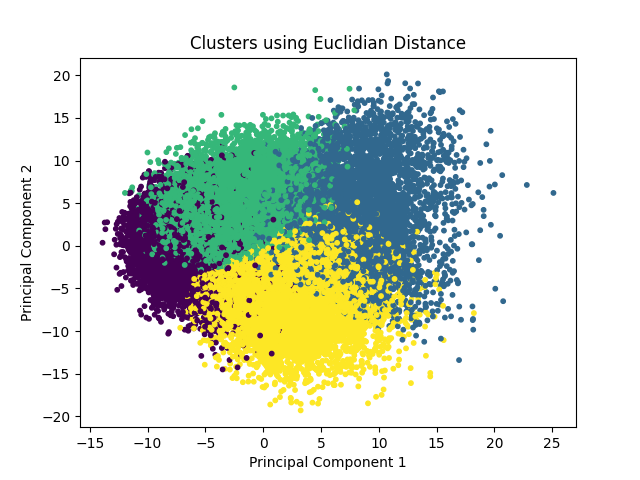 Clusters using Euclidian Distance
Principal Component 2
20
15
10
5
0
−5
−10
−15
−20
−15 −10 −5 0 5 10 15 20 25
Principal Component 1